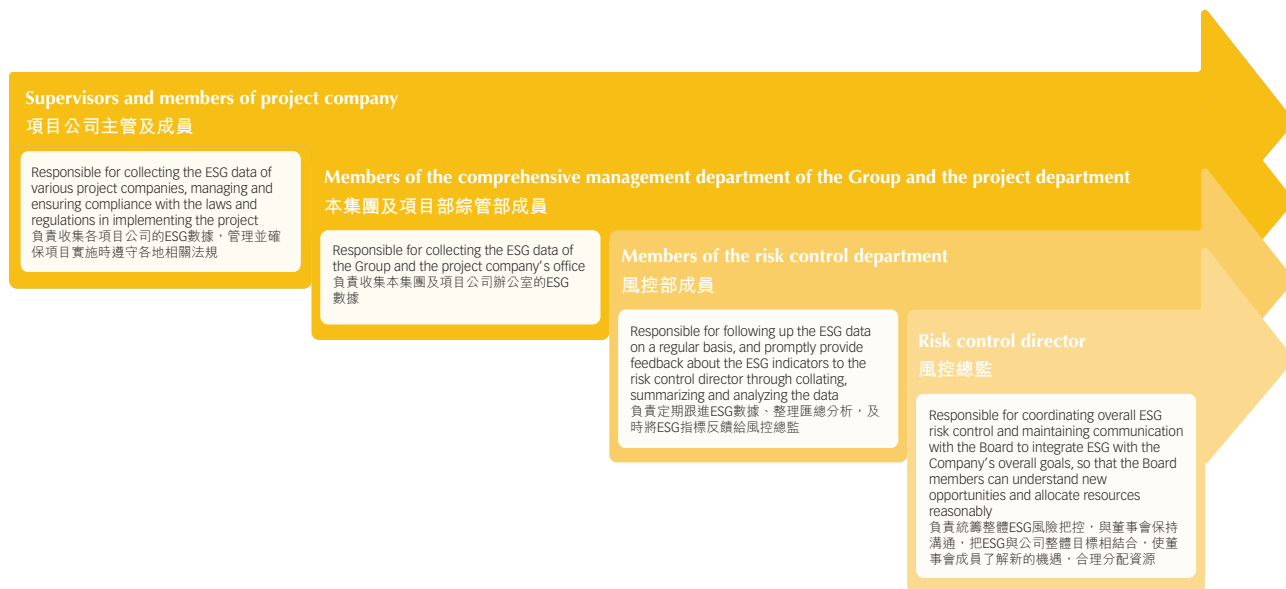 Supervisors and members of project company
項目公司主管及成員
Responsible for collecting the ESG data of
various project companies, managing and
ensuring compliance with the laws and
regulations in implementing the project
負責收集各項目公司的ESG數據，管理並確
保項目實施時遵守各地相關法規
Members of the comprehensive management department of the Group and the project department
本集團及項目部綜管部成員
Responsible for collecting the ESG data of
the Group and the project company's office
負責收集本集團及項目公司辦公室的ESG
數據
Members of the risk control department
風控部成員
Responsible for following up the ESG data
on a regular basis, and promptly provide
feedback about the ESG indicators to the
risk control director through collating,
summarizing and analyzing the data
負責定期跟進ESG數據、整理匯總分析，及
時將ESG指標反饋給風控總監
Risk control director
風控總監
Responsible for coordinating overall ESG
risk control and maintaining communication
with the Board to integrate ESG with the
Company's overall goals, so that the Board
members can understand new
opportunities and allocate resources
reasonably
負責統籌整體ESG風險把控，與董事會保持
溝通，把ESG與公司整體目標相結合，使董
事會成員了解新的機遇，合理分配資源